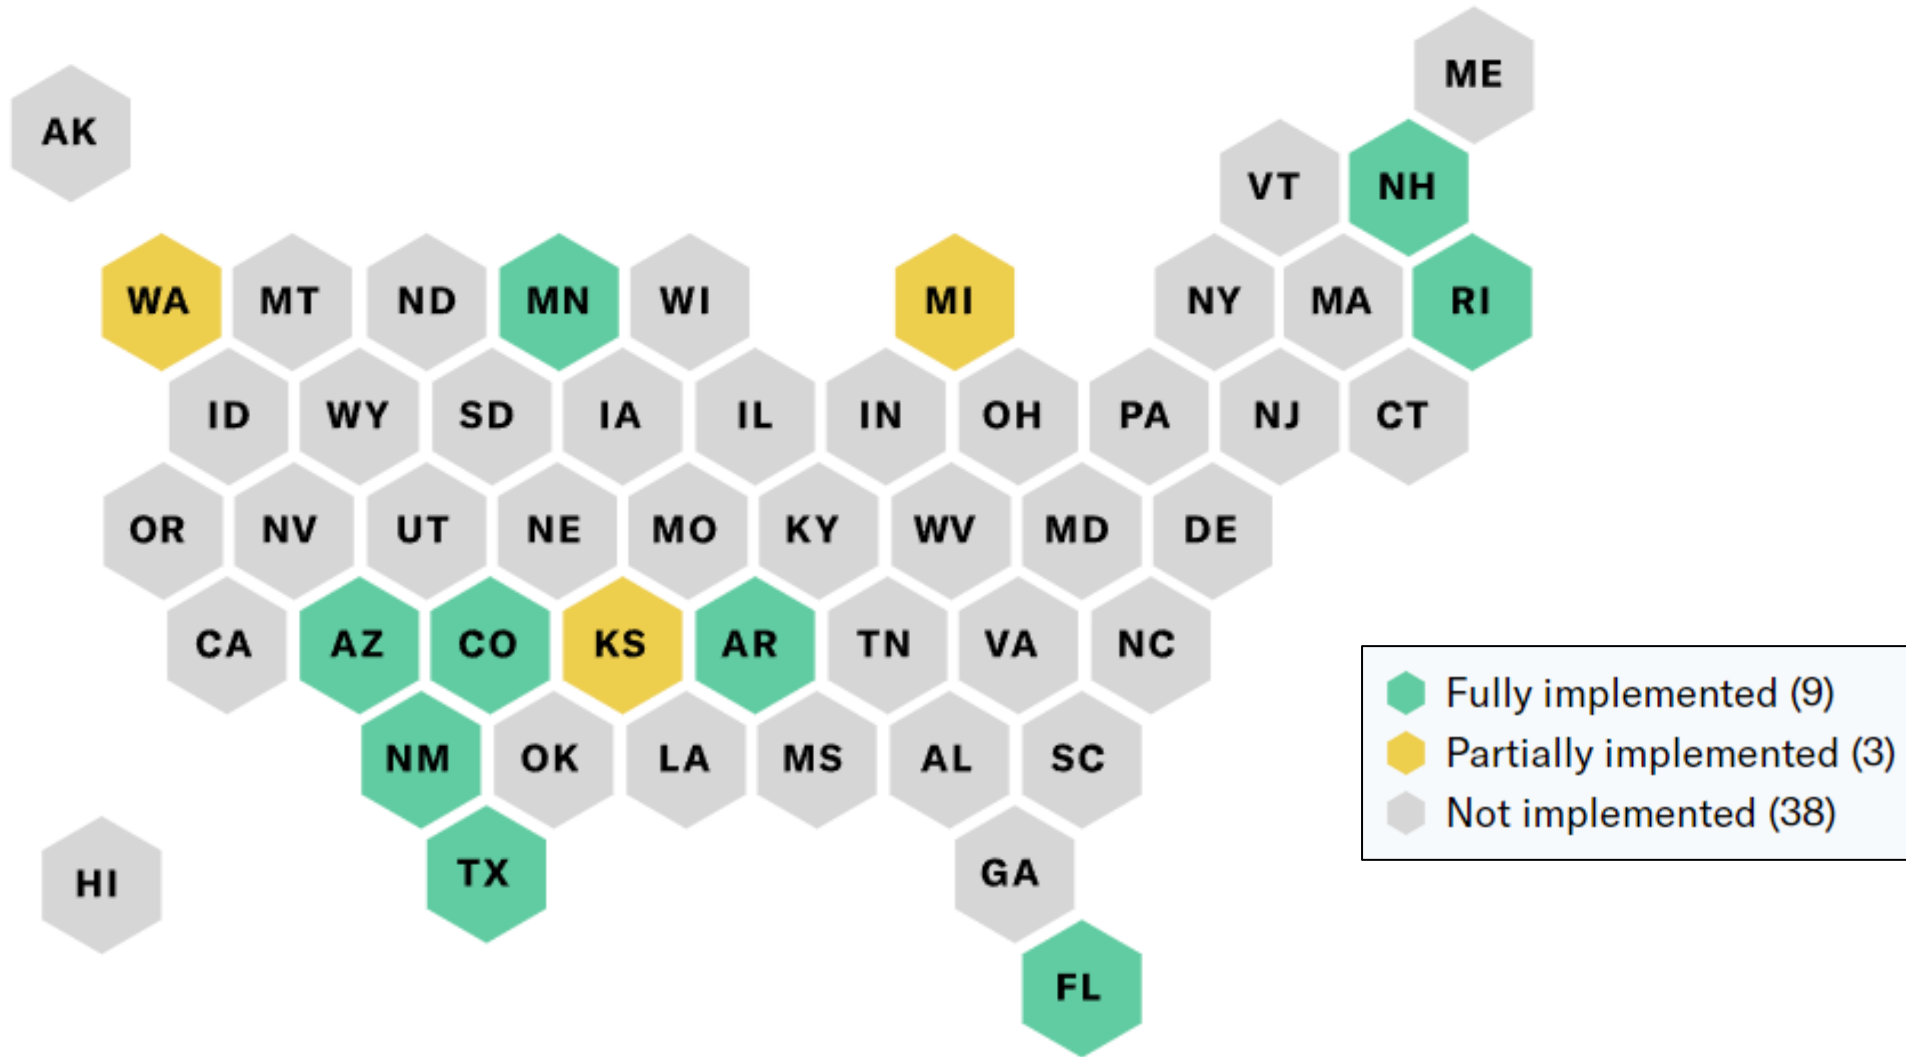 ME
AK
VT NH
WA MT ND MN WI MI NY MA RI
ID WY SD IA IL IN OH PA NJ CT
OR NV UT NE MO KY WV MD DE
CA AZ CO KS AR TN VA NC
NM OK LA MS AL SC
HI TX GA
FL
Fully implemented (9)
Partially implemented (3)
Not implemented (38)